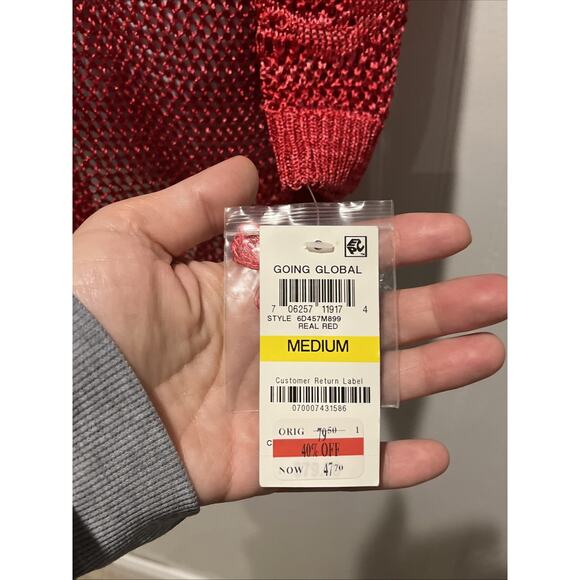 GOING GLOBAL
7 06257 11917 4
STYLE 6D457M899
REAL RED
MEDIUM
Customer Return Label
070007431586
ORIG 79.50 1
40% OFF
NOW 47.70